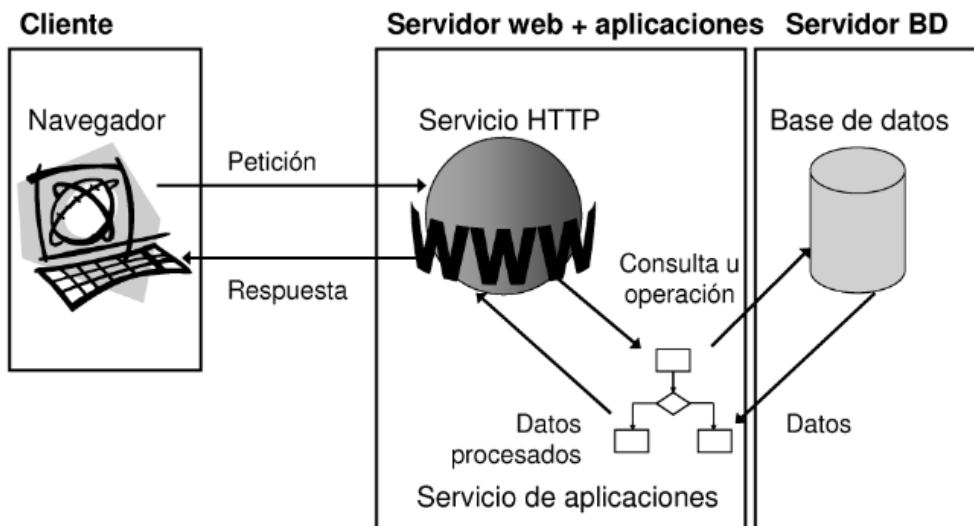 Cliente
Servidor web + aplicaciones
Servidor BD
Navegador
Servicio HTTP
Base de datos
Petición
WWW
Respuesta
Consulta u
operación
Datos
procesados
Datos
Servicio de aplicaciones